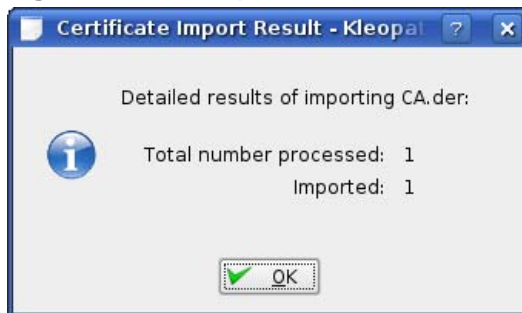 Certificate Import Result - Kleopat
Detailed results of importing CA.der:
Total number processed: 1
Imported: 1
OK